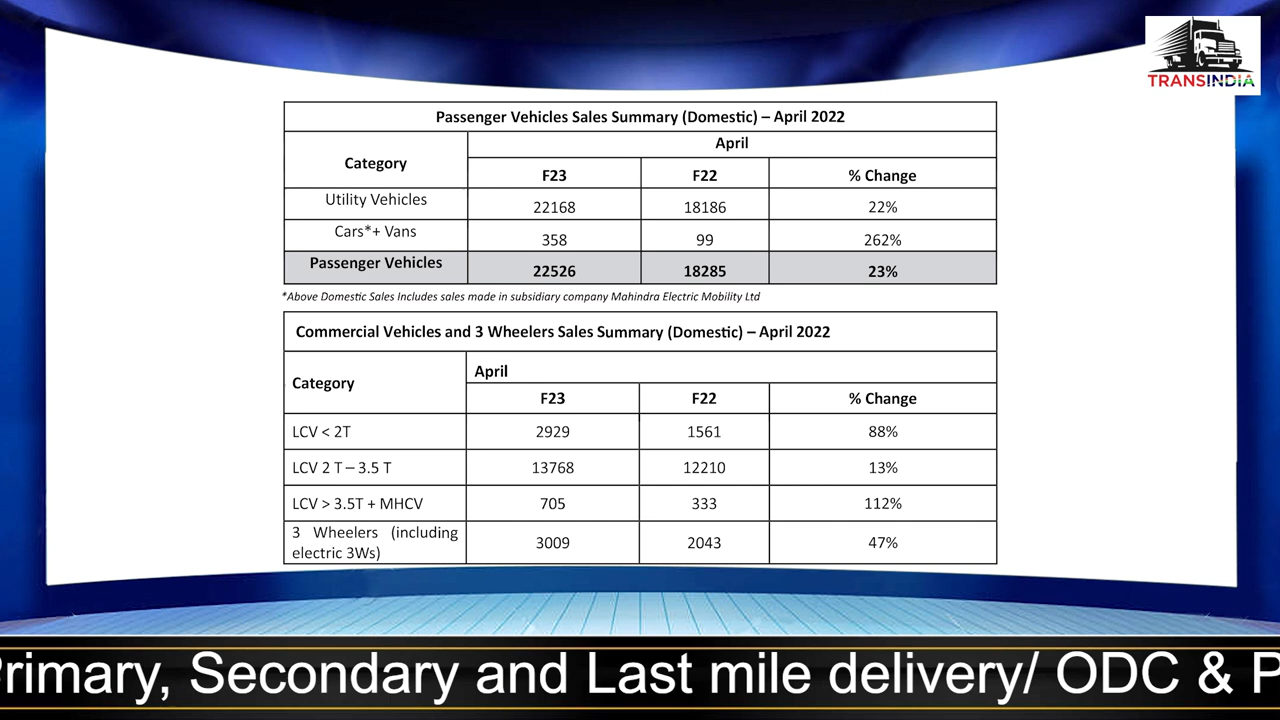 TRANSINDIA
Passenger Vehicles Sales Summary (Domestic) – April 2022
Category
April
F23 F22 % Change
Utility Vehicles 22168 18186 22%
Cars*+ Vans 358 99 262%
Passenger Vehicles 22526 18285 23%
*Above Domestic Sales Includes sales made in subsidiary company Mahindra Electric Mobility Ltd
Commercial Vehicles and 3 Wheelers Sales Summary (Domestic) – April 2022
Category
April
F23 F22 % Change
LCV < 2T 2929 1561 88%
LCV 2 T – 3.5 T 13768 12210 13%
LCV > 3.5T + MHCV 705 333 112%
3 Wheelers (including
electric 3Ws) 3009 2043 47%
Primary, Secondary and Last mile delivery/ ODC & P